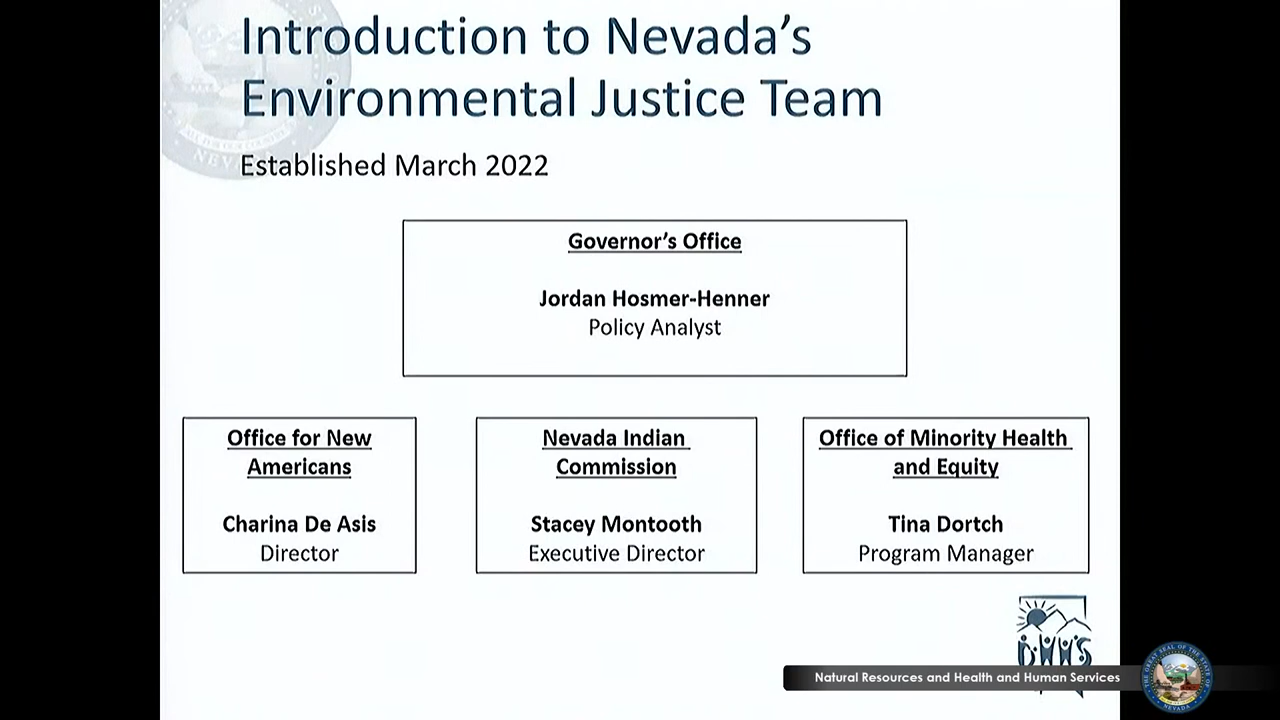 Introduction to Nevada's
Environmental Justice Team
Established March 2022
Governor's Office
Jordan Hosmer-Henner
Policy Analyst
Office for New
Americans
Charina De Asis
Director
Nevada Indian
Commission
Stacey Montooth
Executive Director
Office of Minority Health
and Equity
Tina Dortch
Program Manager
DHHS
Natural Resources and Health and Human Services
NEVADA